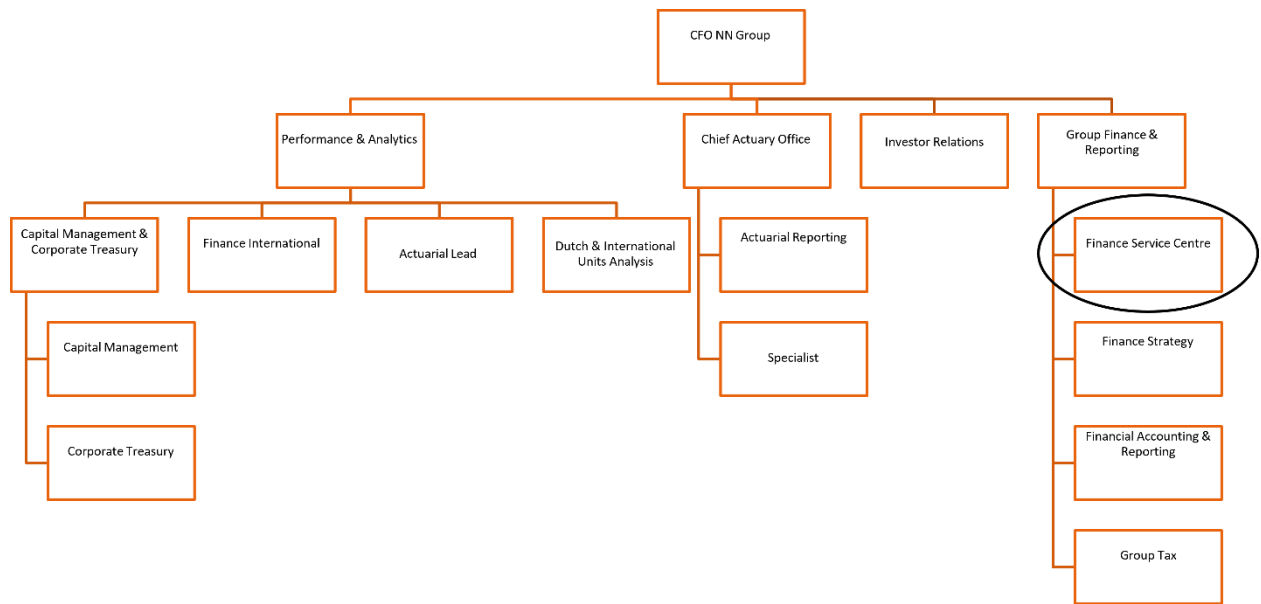 CFO NN Group
Performance & Analytics
Chief Actuary Office
Investor Relations
Group Finance &
Reporting
Capital Management &
Corporate Treasury
Finance International
Actuarial Lead
Dutch & International
Units Analysis
Actuarial Reporting
Finance Service Centre
Capital Management
Specialist
Finance Strategy
Corporate Treasury
Financial Accounting &
Reporting
Group Tax